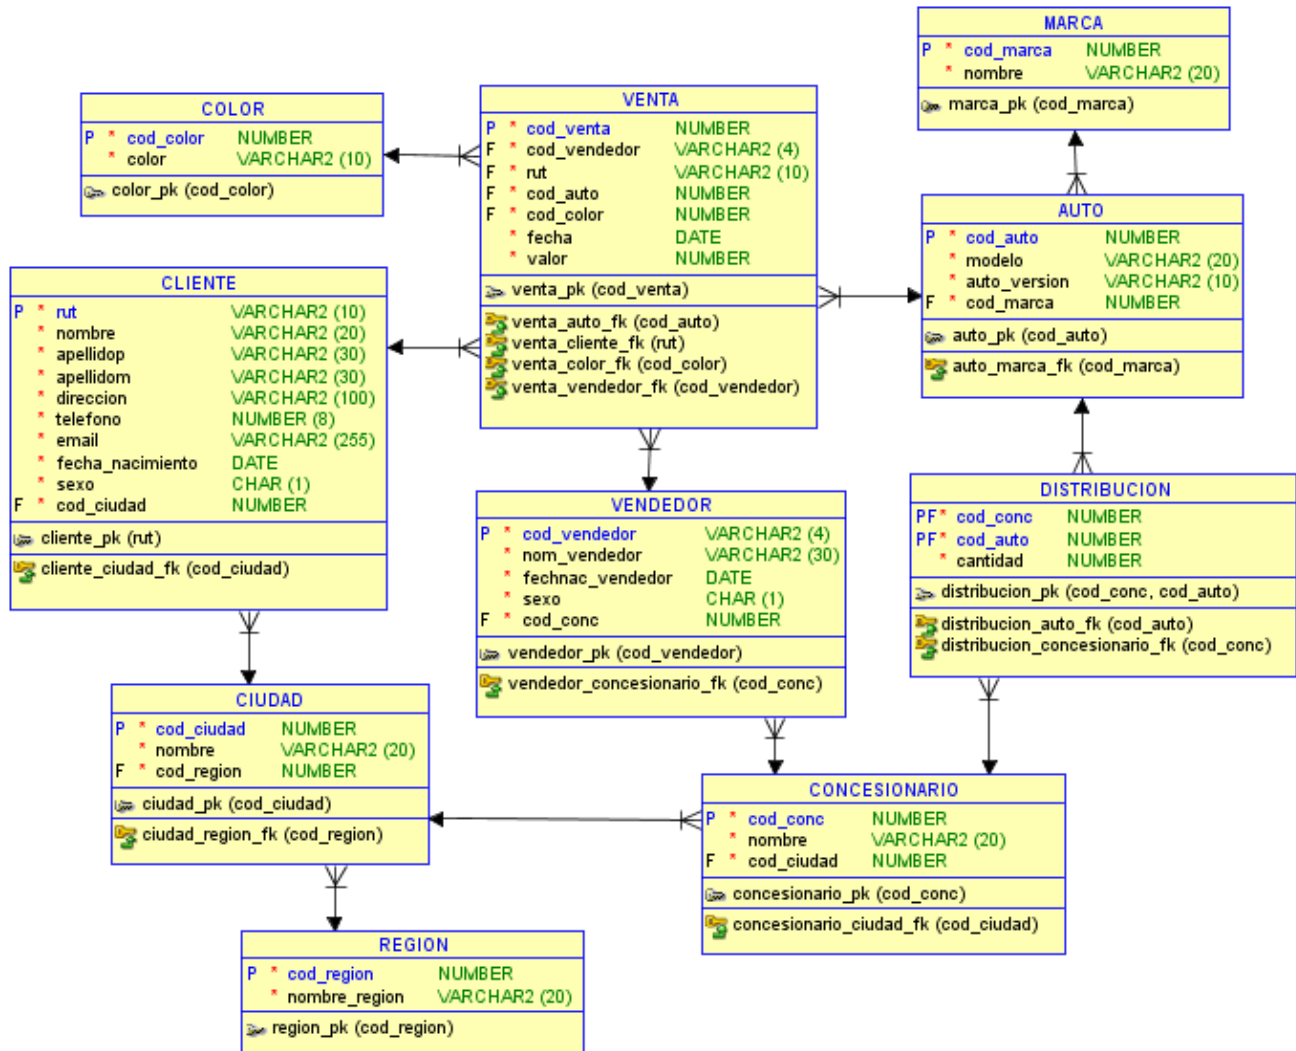 MARCA
P * cod_marca NUMBER
* nombre VARCHAR2 (20)
marca_pk (cod_marca)
COLOR
P * cod_color NUMBER
* color VARCHAR2 (10)
color_pk (cod_color)
VENTA
P * cod_venta NUMBER
F * cod_vendedor VARCHAR2 (4)
F * rut VARCHAR2 (10)
F * cod_auto NUMBER
F * cod_color NUMBER
* fecha DATE
* valor NUMBER
venta_pk (cod_venta)
venta_auto_fk (cod_auto)
venta_cliente_fk (rut)
venta_color_fk (cod_color)
venta_vendedor_fk (cod_vendedor)
AUTO
P * cod_auto NUMBER
* modelo VARCHAR2 (20)
* auto_version VARCHAR2 (10)
F * cod_marca NUMBER
auto_pk (cod_auto)
auto_marca_fk (cod_marca)
CLIENTE
P * rut VARCHAR2 (10)
* nombre VARCHAR2 (20)
* apellidop VARCHAR2 (30)
* apellidom VARCHAR2 (30)
* direccion VARCHAR2 (100)
* telefono NUMBER (8)
* email VARCHAR2 (255)
* fecha_nacimiento DATE
* sexo CHAR (1)
F * cod_ciudad NUMBER
cliente_pk (rut)
cliente_ciudad_fk (cod_ciudad)
VENDEDOR
P * cod_vendedor VARCHAR2 (4)
* nom_vendedor VARCHAR2 (30)
* fechnac_vendedor DATE
* sexo CHAR (1)
F * cod_conc NUMBER
vendedor_pk (cod_vendedor)
vendedor_concesionario_fk (cod_conc)
DISTRIBUCION
PF* cod_conc NUMBER
PF* cod_auto NUMBER
* cantidad NUMBER
distribucion_pk (cod_conc, cod_auto)
distribucion_auto_fk (cod_auto)
distribucion_concesionario_fk (cod_conc)
CIUDAD
P * cod_ciudad NUMBER
* nombre VARCHAR2 (20)
F * cod_region NUMBER
ciudad_pk (cod_ciudad)
ciudad_region_fk (cod_region)
CONCESIONARIO
P * cod_conc NUMBER
* nombre VARCHAR2 (20)
F * cod_ciudad NUMBER
concesionario_pk (cod_conc)
concesionario_ciudad_fk (cod_ciudad)
REGION
P * cod_region NUMBER
* nombre_region VARCHAR2 (20)
region_pk (cod_region)